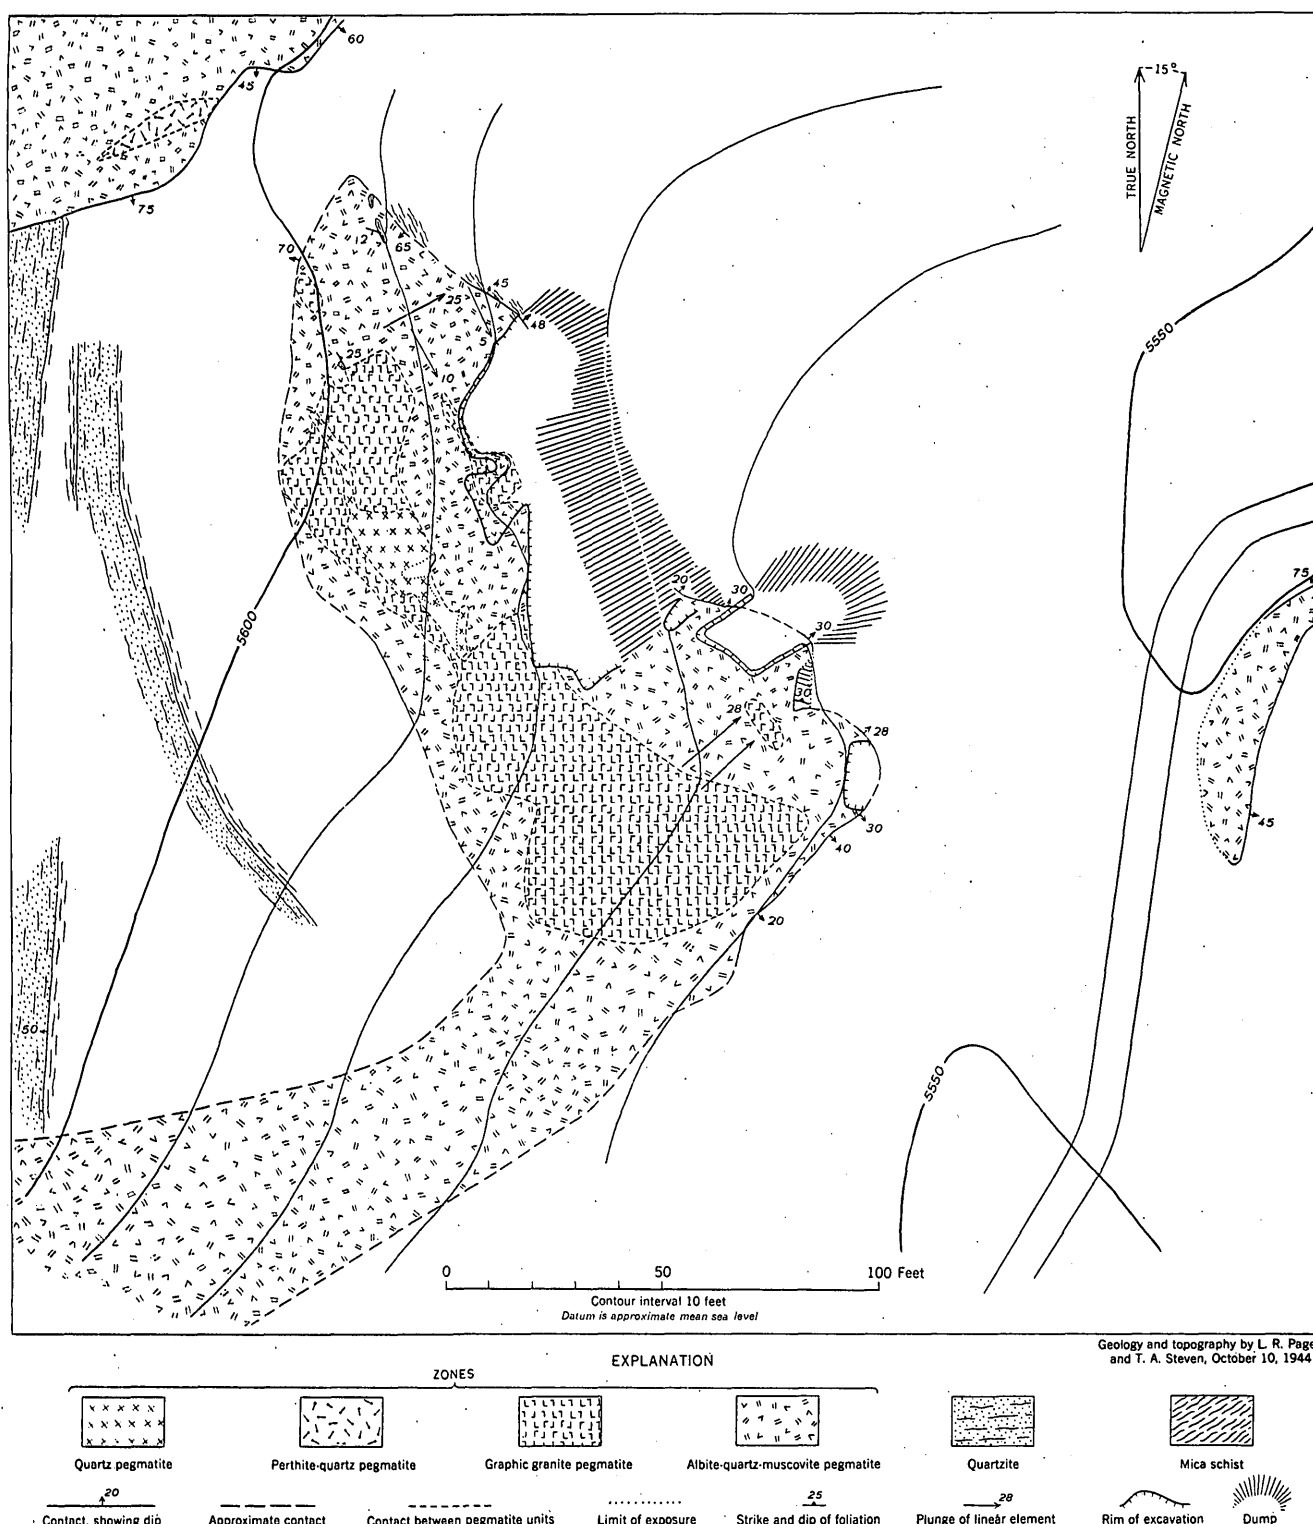 60
45
-15°
TRUE NORTH
MAGNETIC NORTH
75
70
2
65
45
25
48
5
25
10
5550
5600
20
30
30
75
30
28
28
30
45
40
20
50
5550
0 50 100 Feet
Contour interval 10 feet
Datum is approximate mean sea level
Geology and topography by L. R. Page
and T. A. Steven, October 10, 1944
EXPLANATION
ZONES
Quartz pegmatite
Perthite-quartz pegmatite
Graphic granite pegmatite
Albite-quartz-muscovite pegmatite
Quartzite
Mica schist
20
25
28
Contact, showing dip
Approximate contact
Contact between pegmatite units
Limit of exposure
Strike and dip of foliation
Plunge of linear element
Rim of excavation
Dump